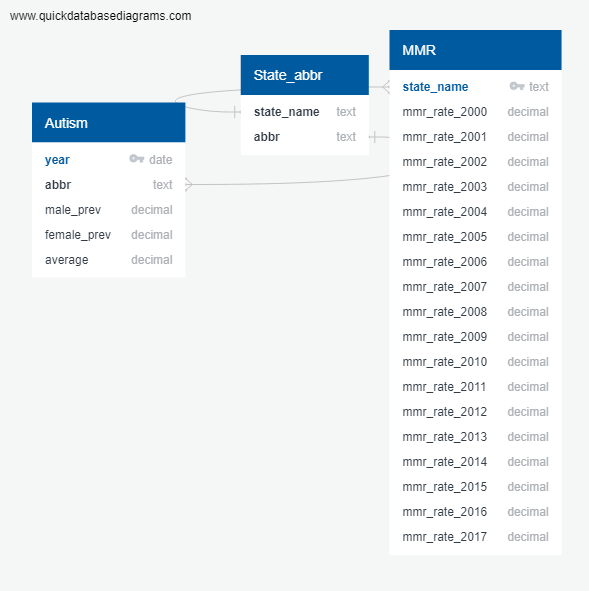 www.quickdatabasediagrams.com
Autism
year date
abbr text
male_prev decimal
female_prev decimal
average decimal
State_abbr
state_name text
abbr text
MMR
state_name text
mmr_rate_2000 decimal
mmr_rate_2001 decimal
mmr_rate_2002 decimal
mmr_rate_2003 decimal
mmr_rate_2004 decimal
mmr_rate_2005 decimal
mmr_rate_2006 decimal
mmr_rate_2007 decimal
mmr_rate_2008 decimal
mmr_rate_2009 decimal
mmr_rate_2010 decimal
mmr_rate_2011 decimal
mmr_rate_2012 decimal
mmr_rate_2013 decimal
mmr_rate_2014 decimal
mmr_rate_2015 decimal
mmr_rate_2016 decimal
mmr_rate_2017 decimal